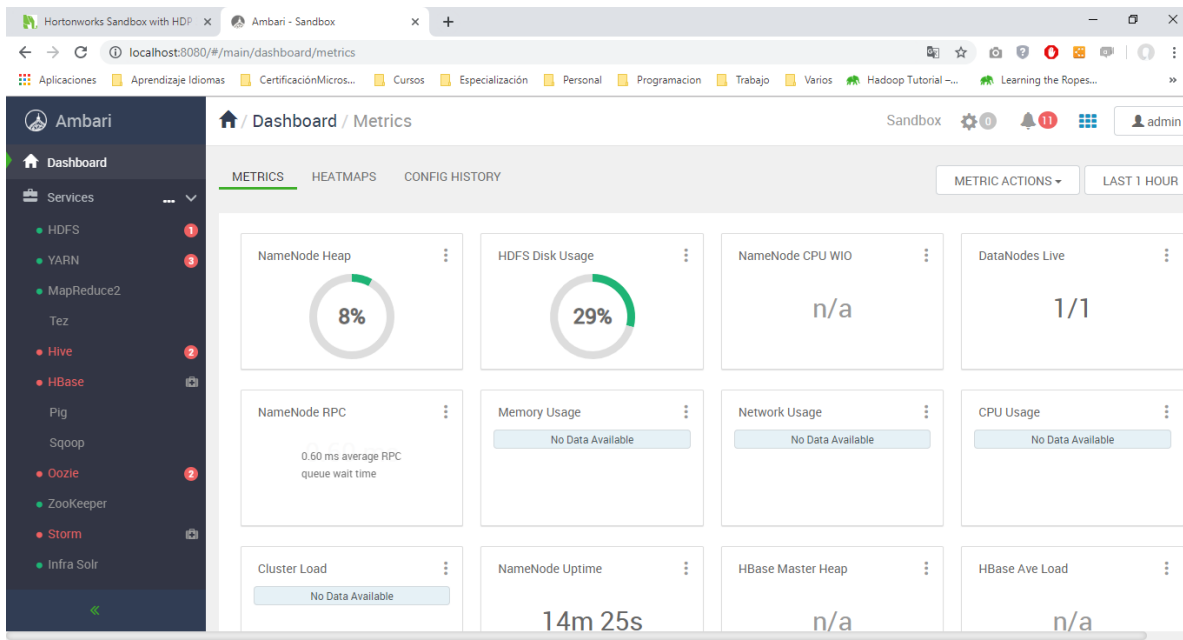 Hortonworks Sandbox with HDP
Ambari - Sandbox
localhost:8080/#/main/dashboard/metrics
Aplicaciones Aprendizaje Idiomas CertificaciónMicros... Cursos Especialización Personal Programacion Trabajo Varios Hadoop Tutorial –... Learning the Ropes... »
Ambari
/ Dashboard / Metrics
Sandbox 0 11 admin
Dashboard
Services ...
HDFS 1
YARN 3
MapReduce2
Tez
Hive 2
HBase
Pig
Sqoop
Oozie 2
ZooKeeper
Storm
Infra Solr
METRICS HEATMAPS CONFIG HISTORY
METRIC ACTIONS LAST 1 HOUR
NameNode Heap
8%
HDFS Disk Usage
29%
NameNode CPU WIO
n/a
DataNodes Live
1/1
NameNode RPC
0.60 ms average RPC
queue wait time
Memory Usage
No Data Available
Network Usage
No Data Available
CPU Usage
No Data Available
Cluster Load
No Data Available
NameNode Uptime
14m 25s
HBase Master Heap
n/a
HBase Ave Load
n/a